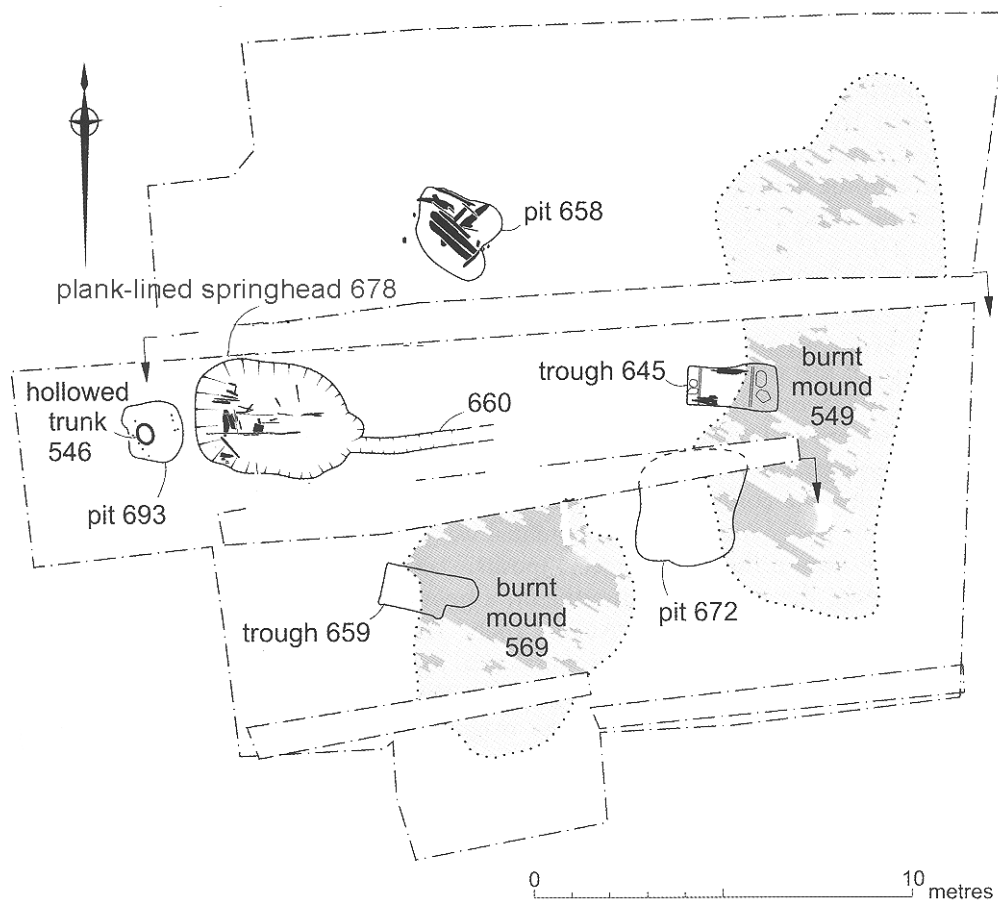 pit 658
plank-lined springhead 678
hollowed
trunk
546
pit 693
660
trough 645
burnt
mound
549
trough 659
burnt
mound
569
pit 672
0
10
metres